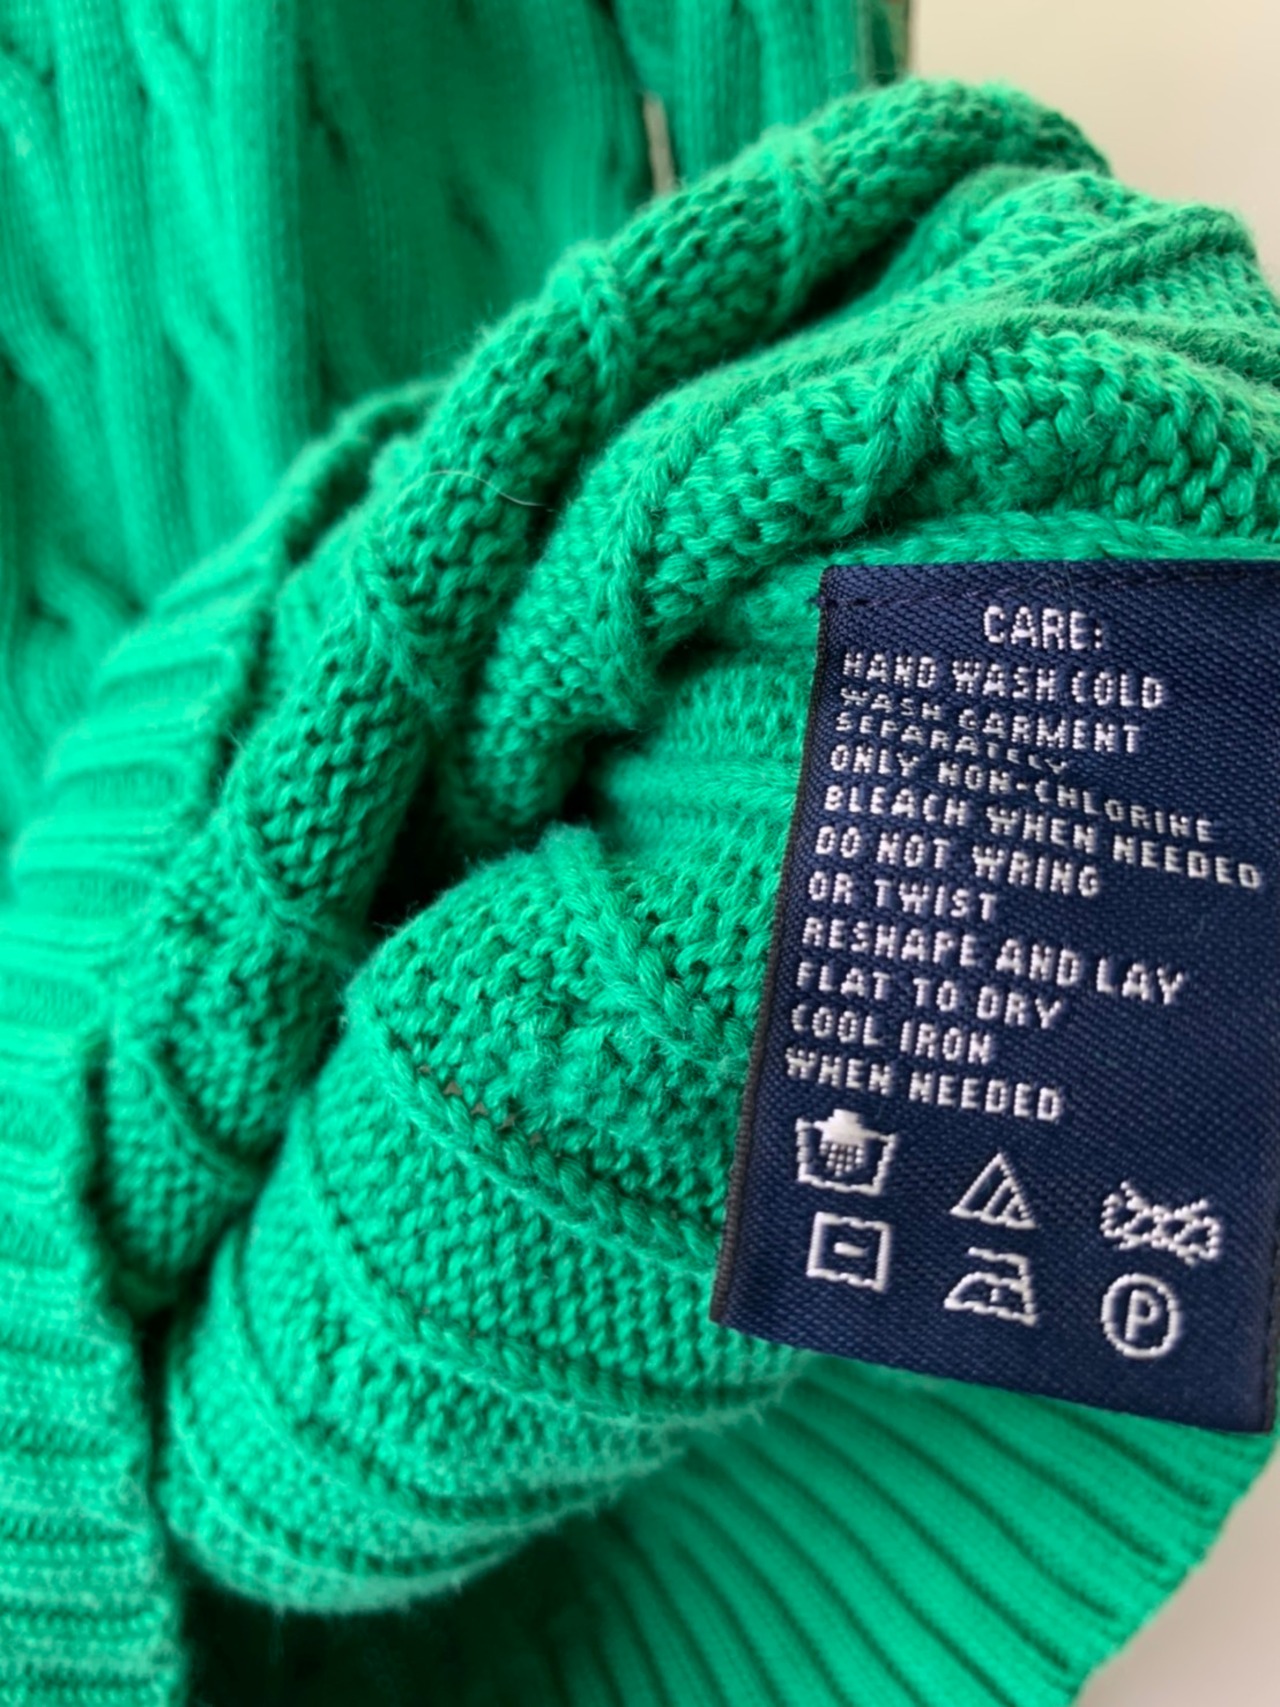 CARE:
HAND WASH COLD
WASH GARMENT
SEPARATELY
ONLY NON-CHLORINE
BLEACH WHEN NEEDED
DO NOT WRING
OR TWIST
RESHAPE AND LAY
FLAT TO DRY
COOL IRON
WHEN NEEDED
P